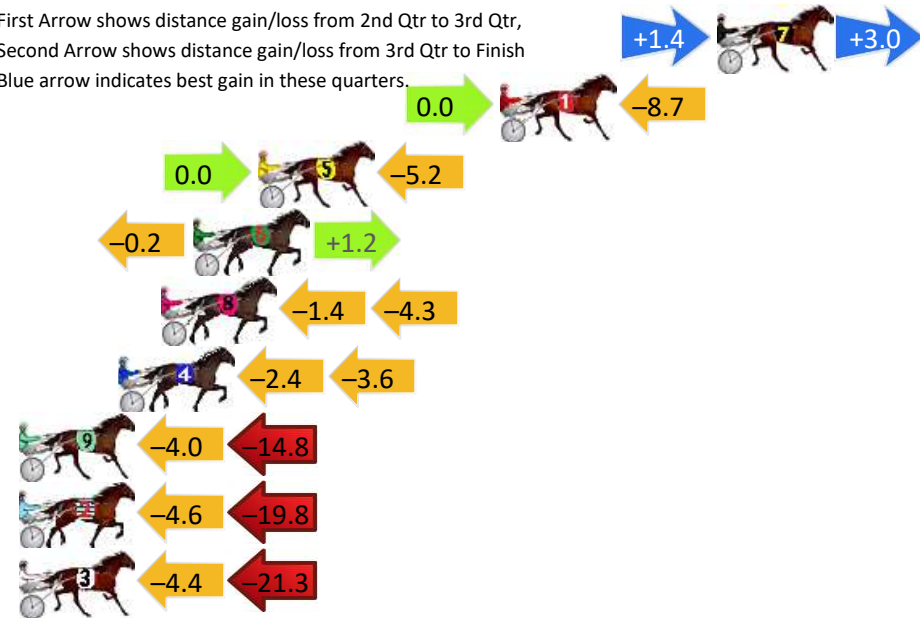 First Arrow shows distance gain/loss from 2nd Qtr to 3rd Qtr,
Second Arrow shows distance gain/loss from 3rd Qtr to Finish
Blue arrow indicates best gain in these quarters.
+1.4 7 +3.0
0.0 1 –8.7
0.0 5 –5.2
–0.2 6 +1.2
8 –1.4 –4.3
4 –2.4 –3.6
9 –4.0 –14.8
2 –4.6 –19.8
3 –4.4 –21.3